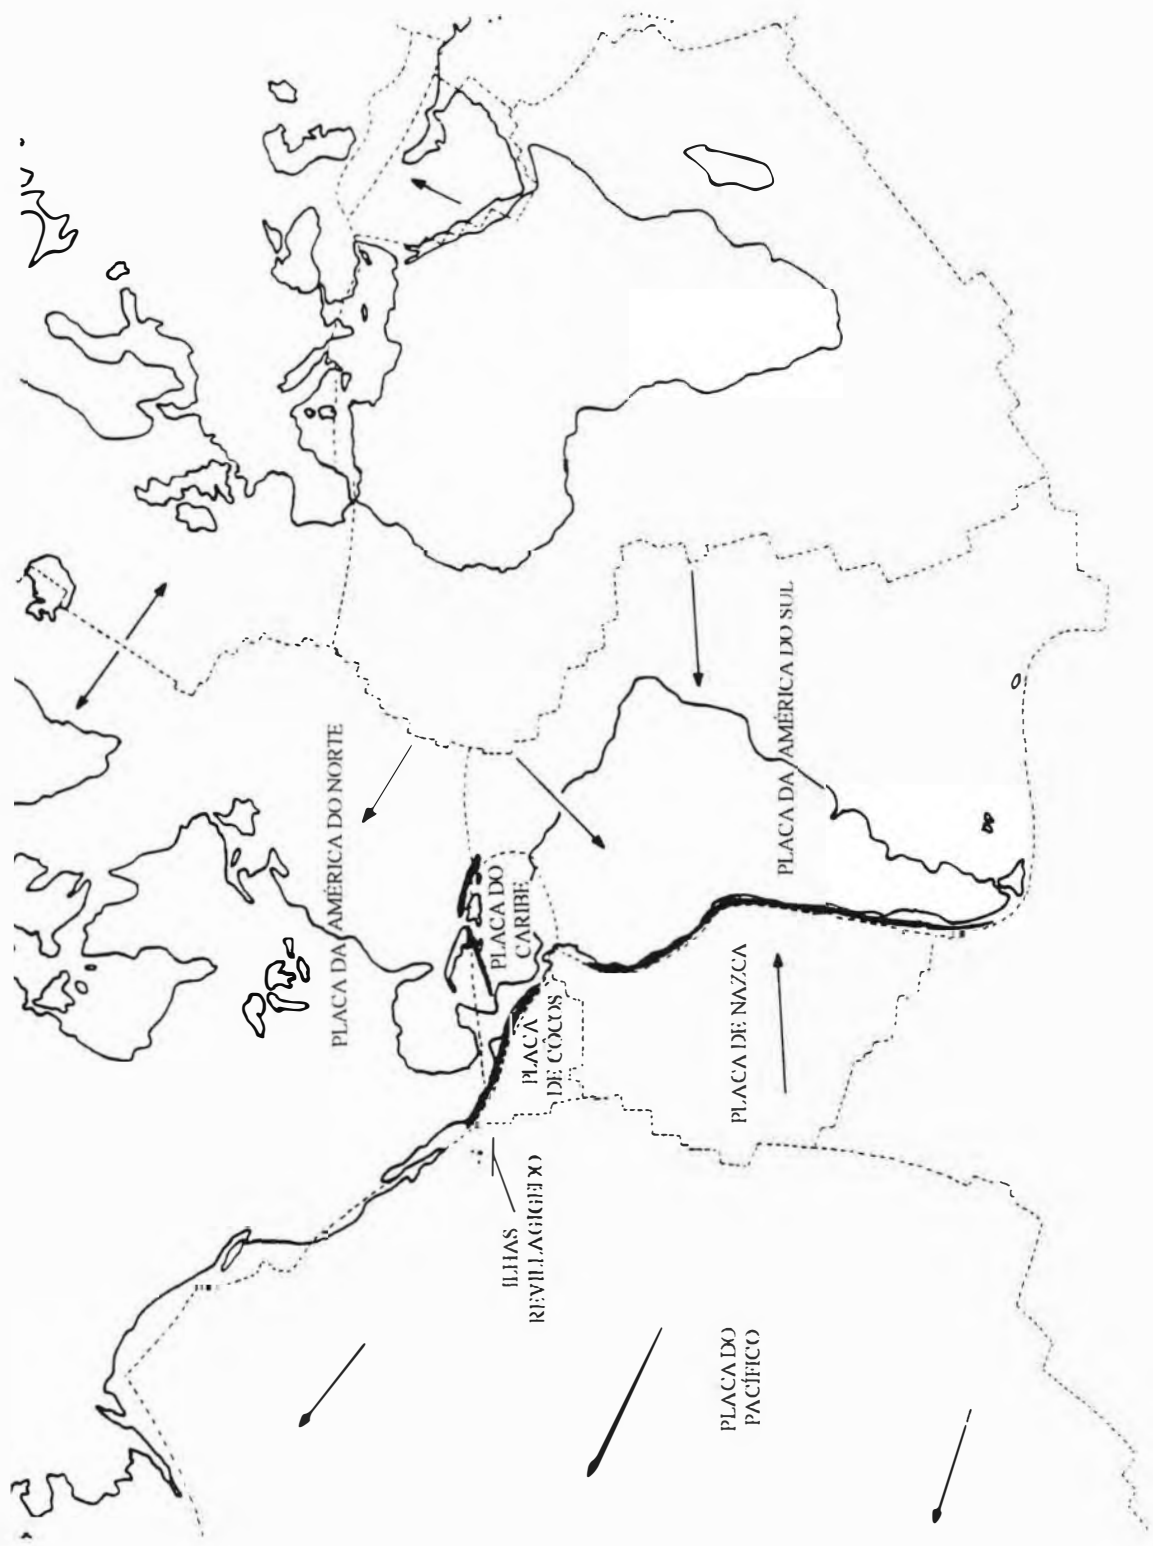 PLACA DA AMÉRICA DO NORTE
PLACA DO
CARIBE
PLACA DA AMÉRICA DO SUL
PLACA
DE CÔCOS
PLACA DE NAZCA
ILHAS
REVILLAGIGEDO
PLACA DO
PACÍFICO